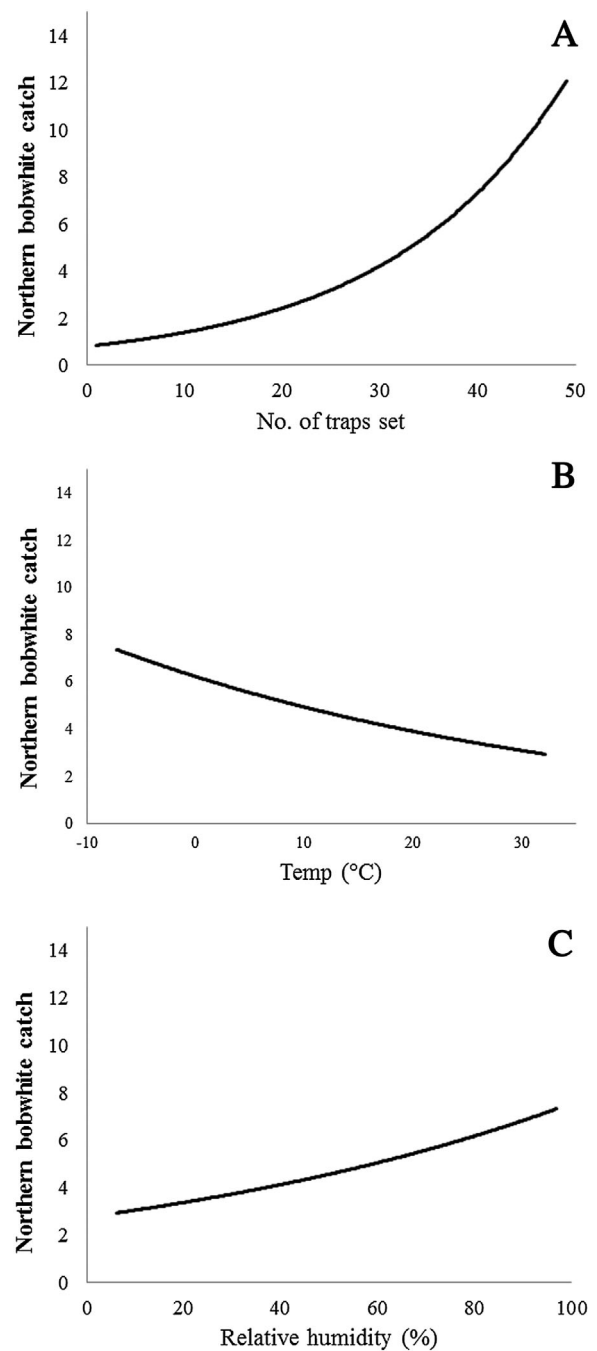 A
Northern bobwhite catch
14
12
10
8
6
4
2
0
0 10 20 30 40 50
No. of traps set
B
Northern bobwhite catch
14
12
10
8
6
4
2
0
-10 0 10 20 30
Temp (°C)
C
Northern bobwhite catch
14
12
10
8
6
4
2
0
0 20 40 60 80 100
Relative humidity (%)